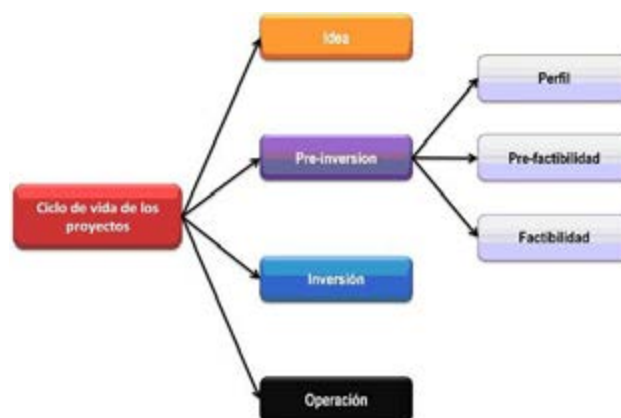 Idea
Perfil
Pre-inversion
Pre-factibilidad
Ciclo de vida de los
proyectos
Factibilidad
Inversión
Operación